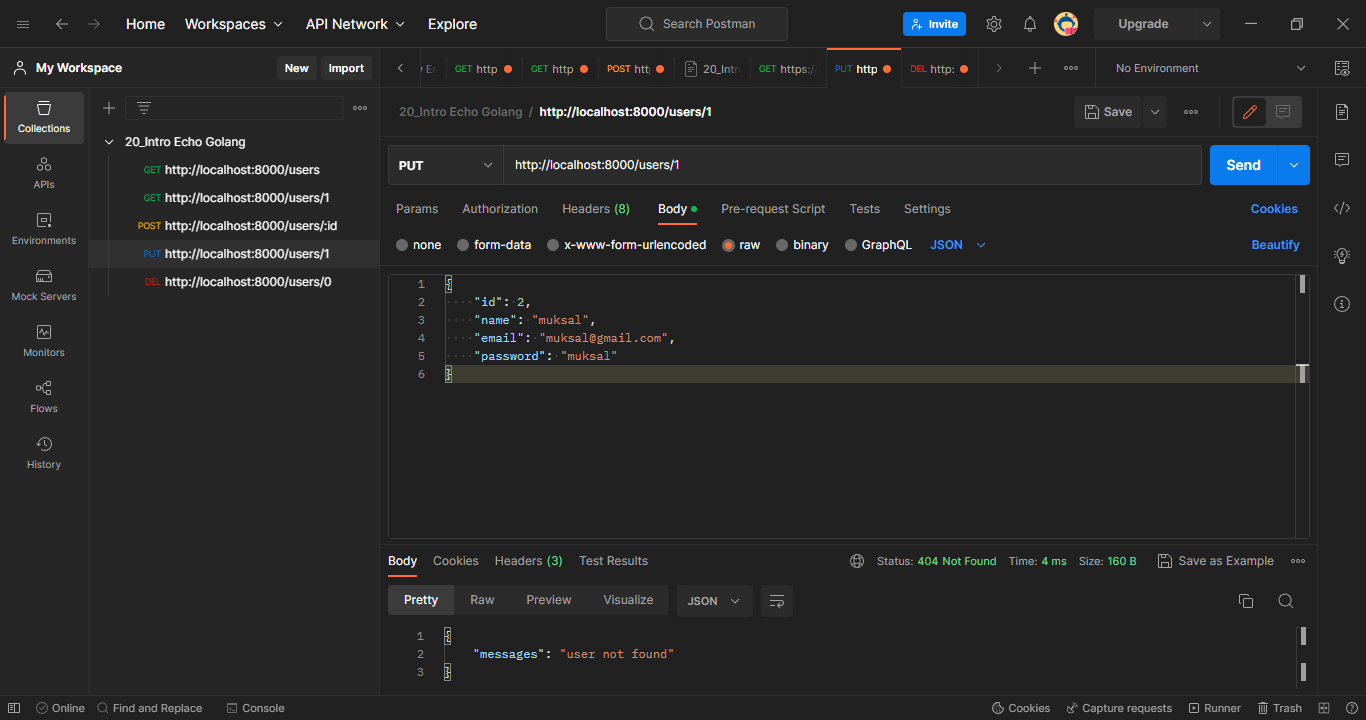 Home Workspaces API Network Explore Search Postman Invite Upgrade
My Workspace New Import
GET http GET http POST htt 20_Intr GET https:/ PUT http DEL http: No Environment
Collections
APIs
Environments
Mock Servers
Monitors
Flows
History
20_Intro Echo Golang
GET http://localhost:8000/users
GET http://localhost:8000/users/1
POST http://localhost:8000/users/:id
PUT http://localhost:8000/users/1
DEL http://localhost:8000/users/0
20_Intro Echo Golang / http://localhost:8000/users/1 Save
PUT http://localhost:8000/users/1 Send
Params Authorization Headers (8) Body Pre-request Script Tests Settings Cookies
none form-data x-www-form-urlencoded raw binary GraphQL JSON Beautify
1 {
2 "id": 2,
3 "name": "muksal",
4 "email": "muksal@gmail.com",
5 "password": "muksal"
6 }
Body Cookies Headers (3) Test Results Status: 404 Not Found Time: 4 ms Size: 160 B Save as Example
Pretty Raw Preview Visualize JSON
1 {
2 "messages": "user not found"
3 }
Online Find and Replace Console Cookies Capture requests Runner Trash